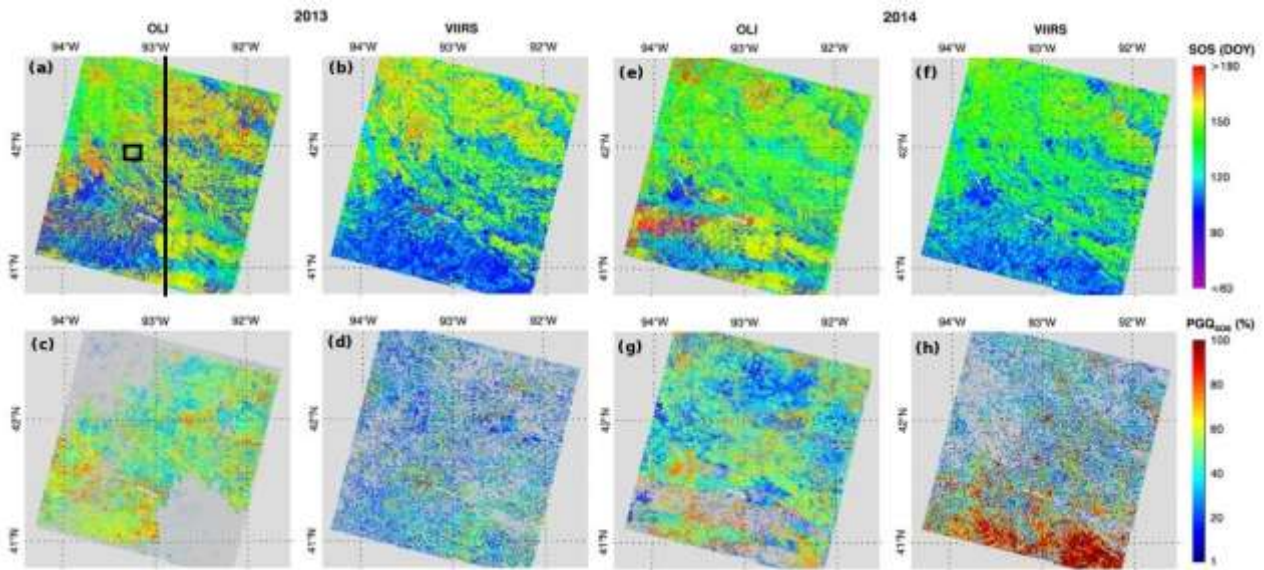 2013 2014
OLI VIIRS OLI VIIRS
94°W 93°W 92°W 94°W 93°W 92°W 94°W 93°W 92°W 94°W 93°W 92°W SOS (DOY)
(a) (b) (e) (f) >180
150
42°N 42°N 42°N 42°N
120
90
41°N 41°N 41°N 41°N
<60
94°W 93°W 92°W 94°W 93°W 92°W 94°W 93°W 92°W 94°W 93°W 92°W PGQSOS (%)
(c) (d) (g) (h) 100
80
42°N 42°N 42°N 42°N
60
40
20
41°N 41°N 41°N 41°N
1